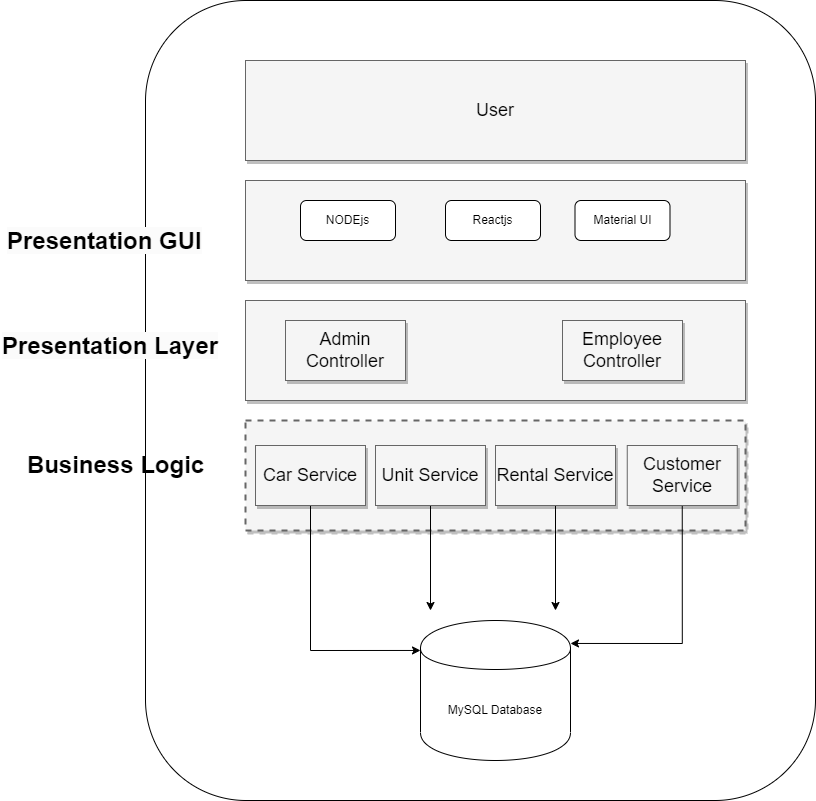 User
NODEjs
Reactjs
Material UI
Presentation GUI
Presentation Layer
Admin
Controller
Employee
Controller
Business Logic
Car Service
Unit Service
Rental Service
Customer
Service
MySQL Database